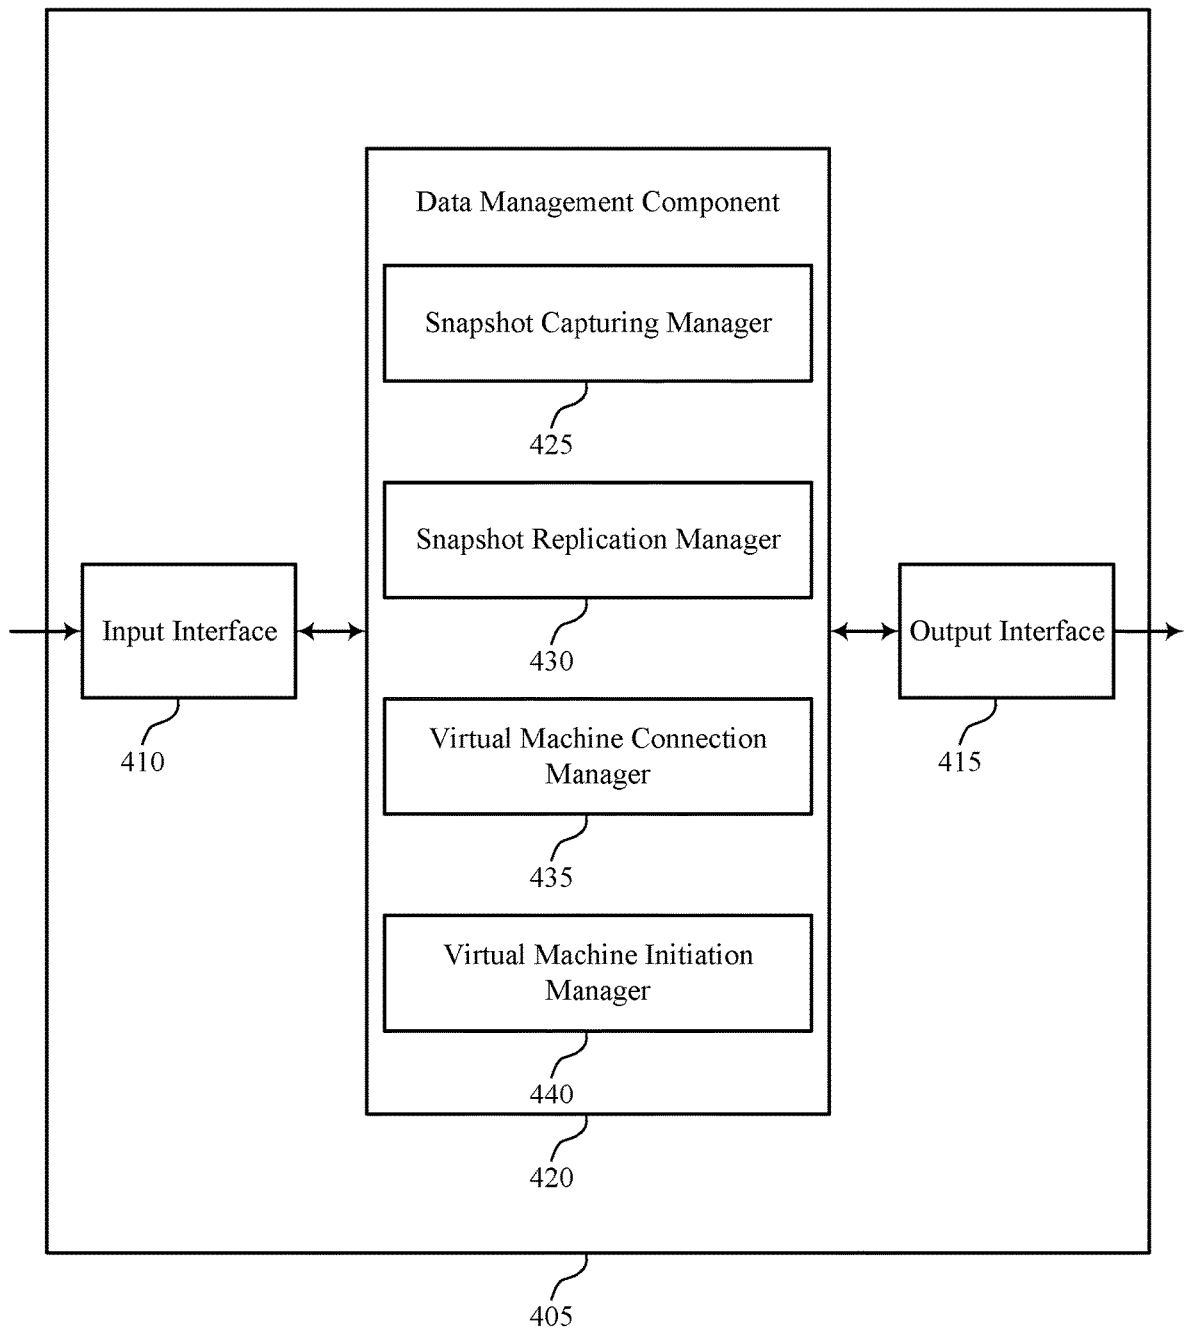 Data Management Component
Snapshot Capturing Manager
425
Snapshot Replication Manager
430
Input Interface
410
Output Interface
415
Virtual Machine Connection
Manager
435
Virtual Machine Initiation
Manager
440
420
405